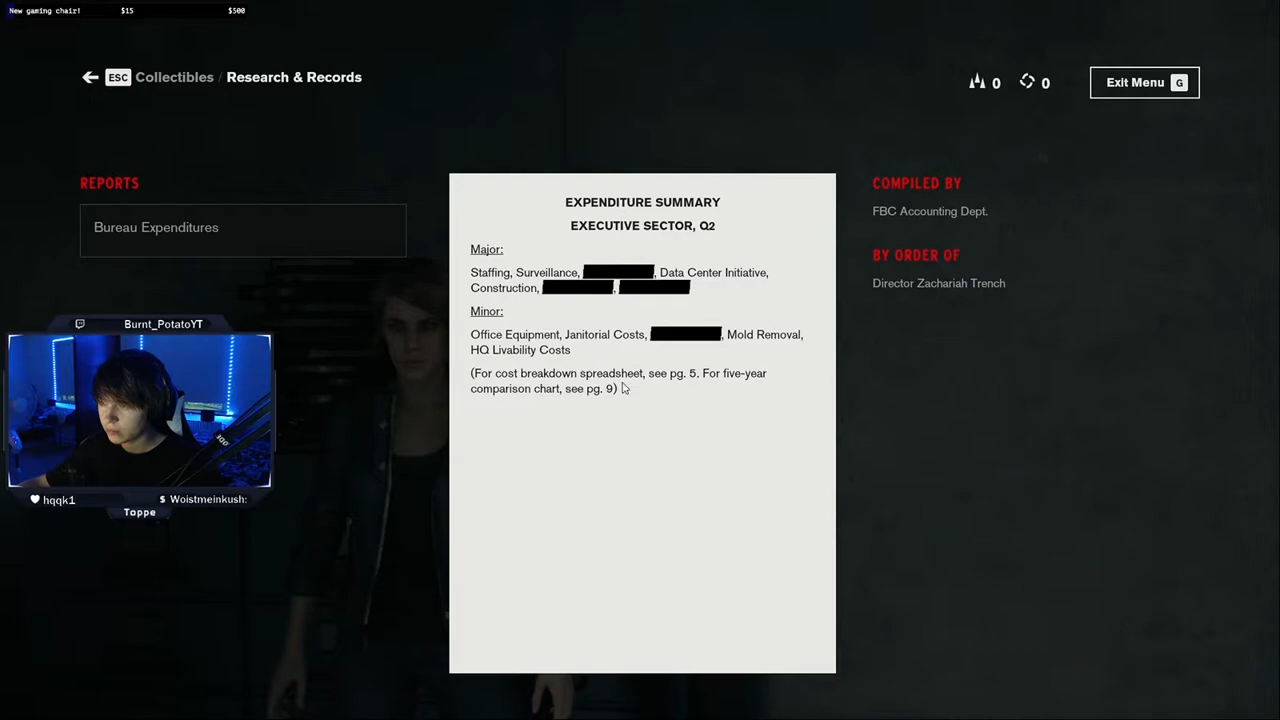 New gaming chair! $15 $500
ESC Collectibles / Research & Records
0 0
Exit Menu G
REPORTS
Bureau Expenditures
EXPENDITURE SUMMARY
EXECUTIVE SECTOR, Q2
Major:
Staffing, Surveillance, , Data Center Initiative,
Construction, ,
Minor:
Office Equipment, Janitorial Costs, , Mold Removal,
HQ Livability Costs
(For cost breakdown spreadsheet, see pg. 5. For five-year
comparison chart, see pg. 9)
COMPILED BY
FBC Accounting Dept.
BY ORDER OF
Director Zachariah Trench
Burnt_PotatoYT
hqqk1 $ Woistmeinkush:
Toppe